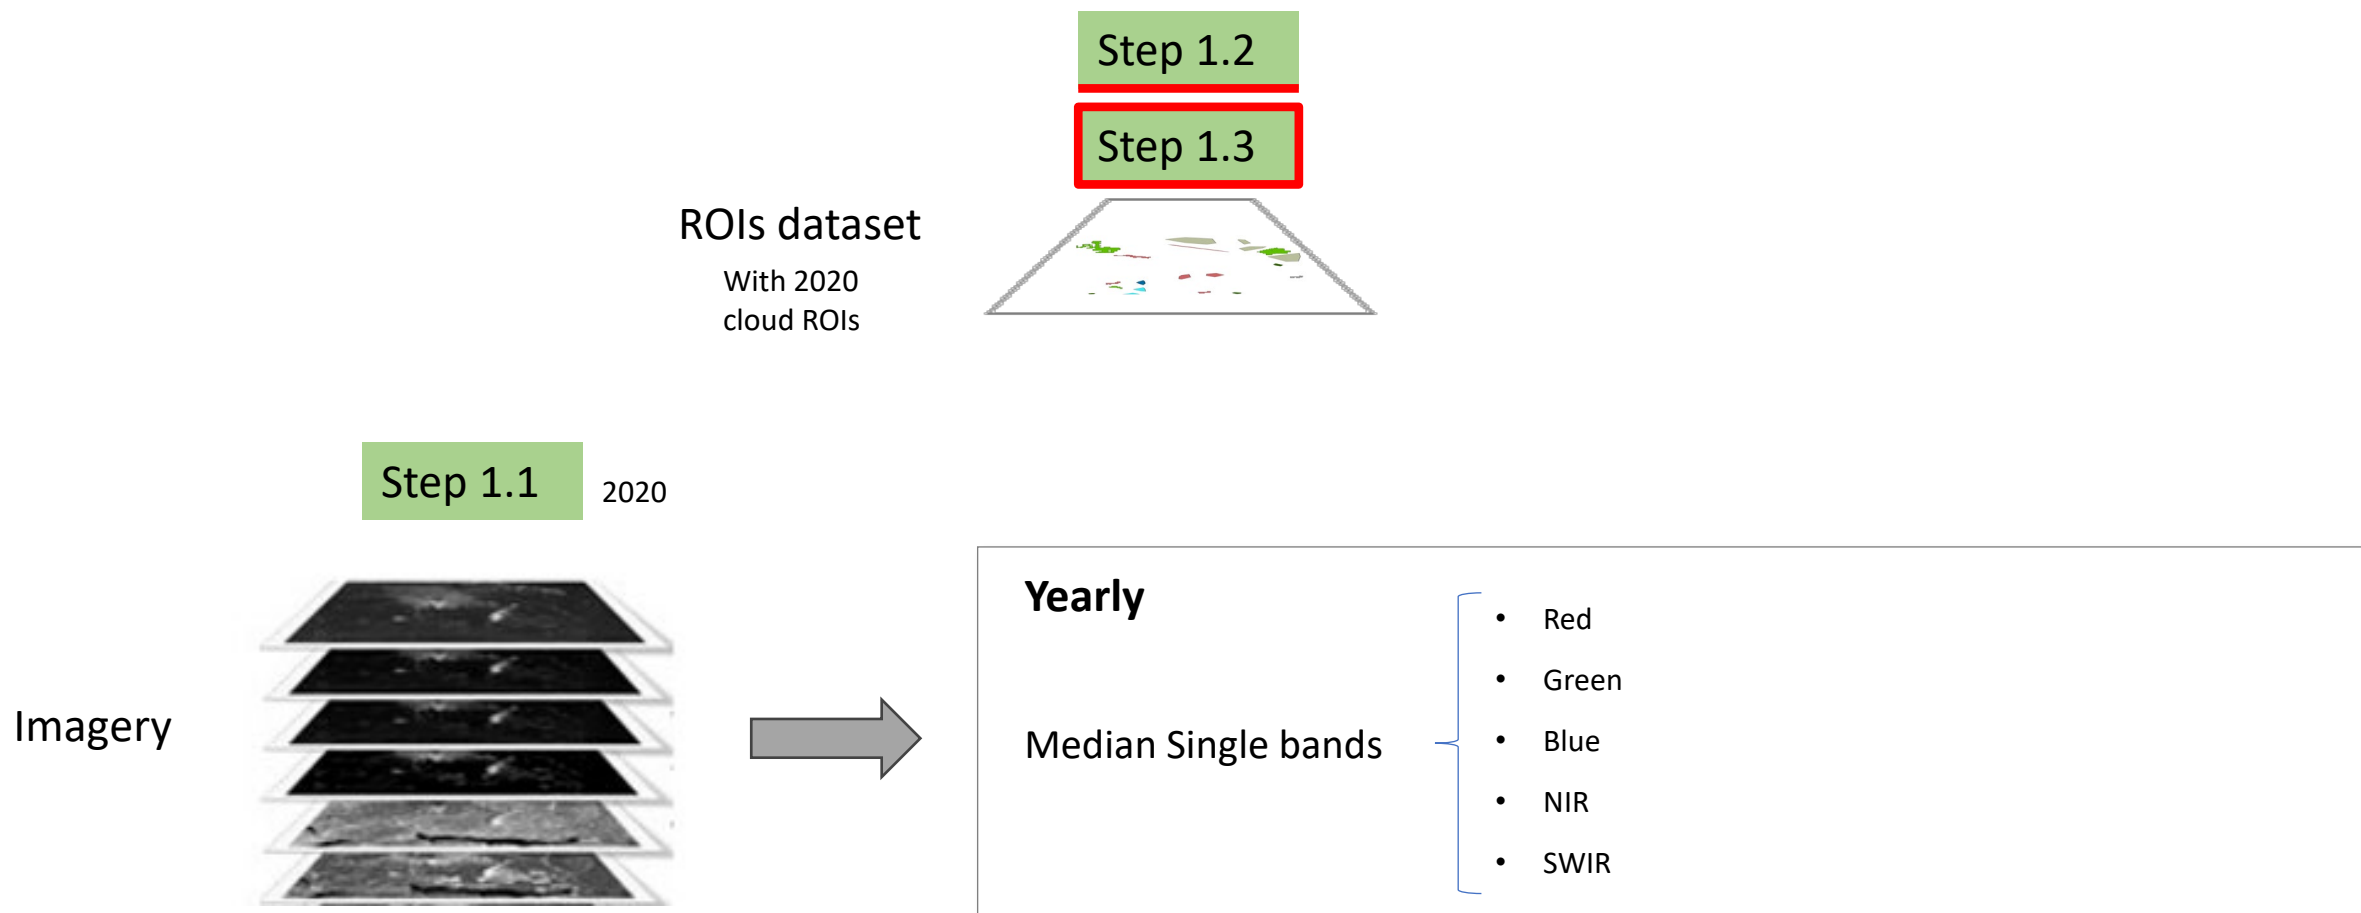 Step 1.2
Step 1.3
ROIs dataset
With 2020
cloud ROIs
Step 1.1
2020
Imagery
Yearly
Median Single bands
• Red
• Green
• Blue
• NIR
• SWIR